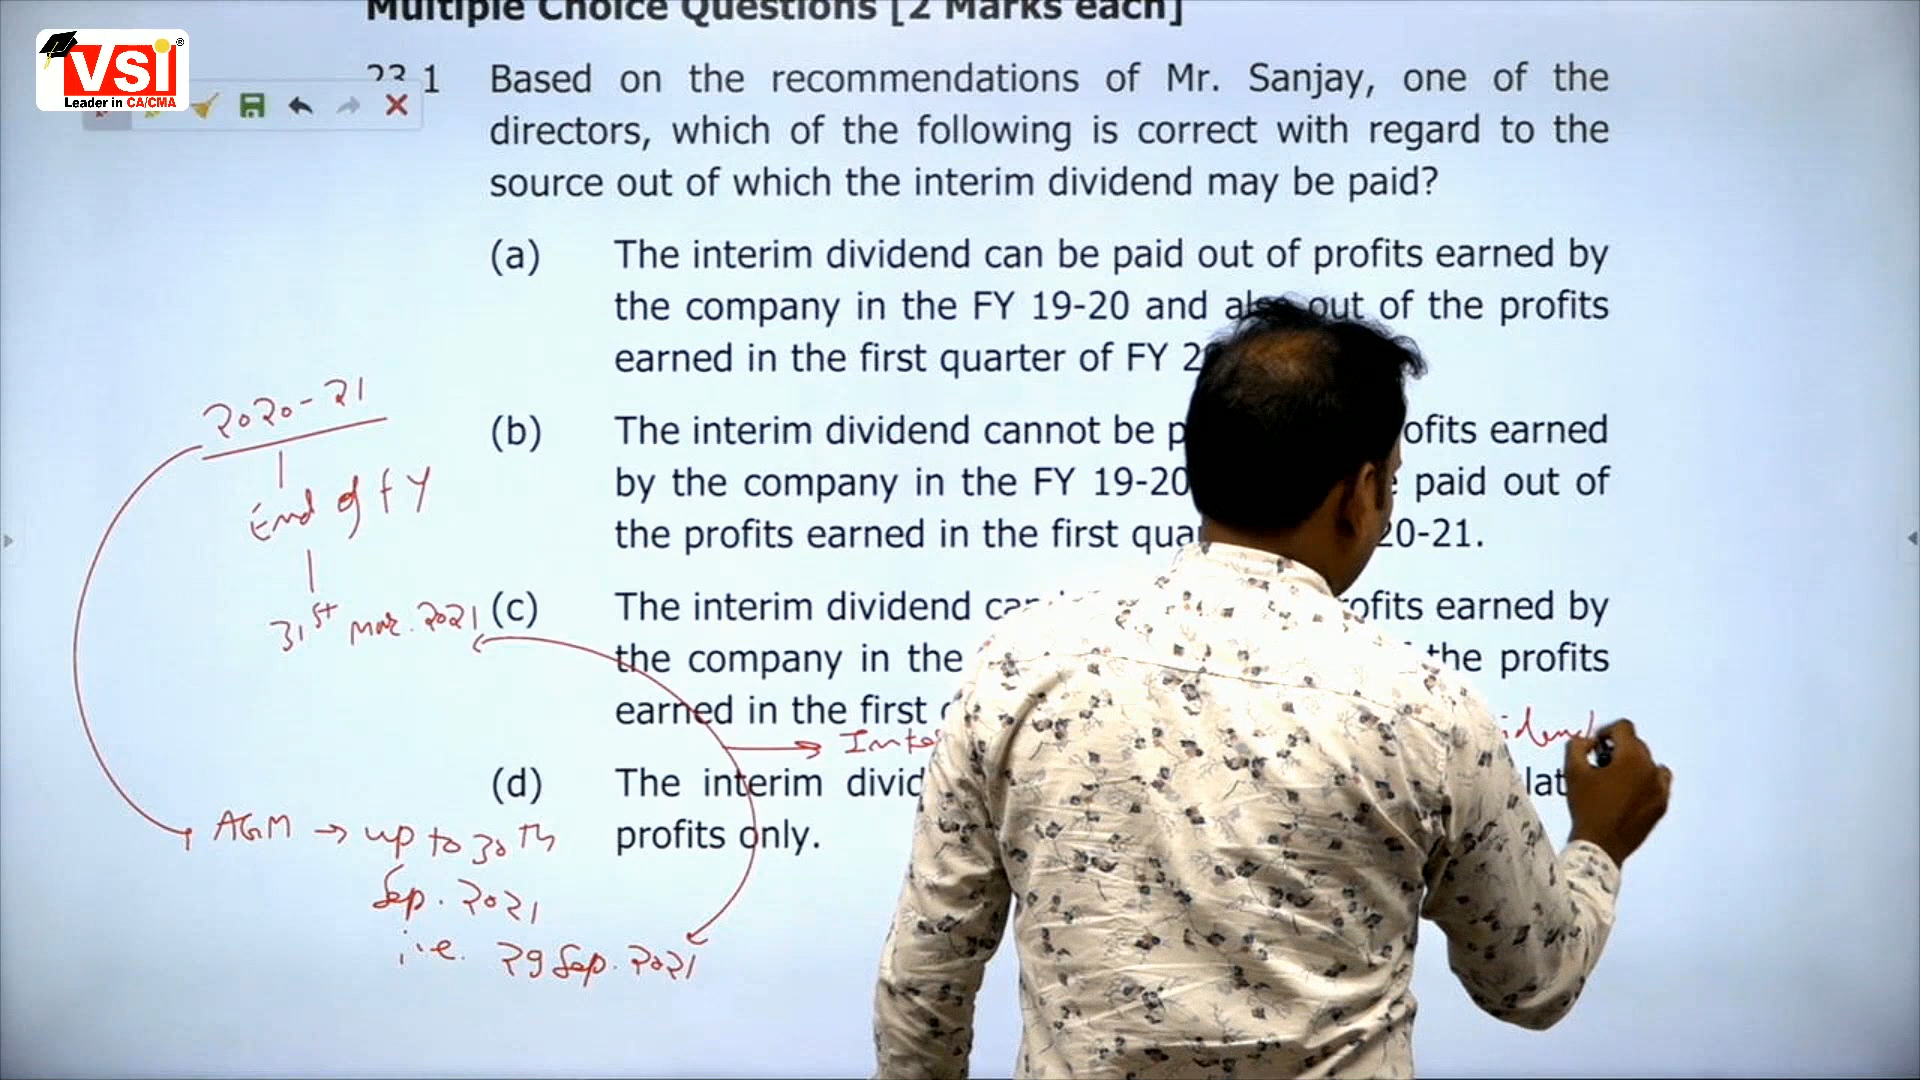 Multiple Choice Questions [2 Marks each]
VSI
Leader in CA/CMA
23.1 Based on the recommendations of Mr. Sanjay, one of the
directors, which of the following is correct with regard to the
source out of which the interim dividend may be paid?
(a) The interim dividend can be paid out of profits earned by
the company in the FY 19-20 and also out of the profits
earned in the first quarter of FY
(b) The interim dividend cannot be ofits earned
by the company in the FY 19-20 paid out of
the profits earned in the first 20-21.
(c) The interim dividend ofits earned by
the company in the the profits
earned in the first
(d) The interim
profits only.
2020-21
End of FY
31st Mar. 2021
AGM → up to 30th
Sep. 2021
i.e. 29 Sep. 2021